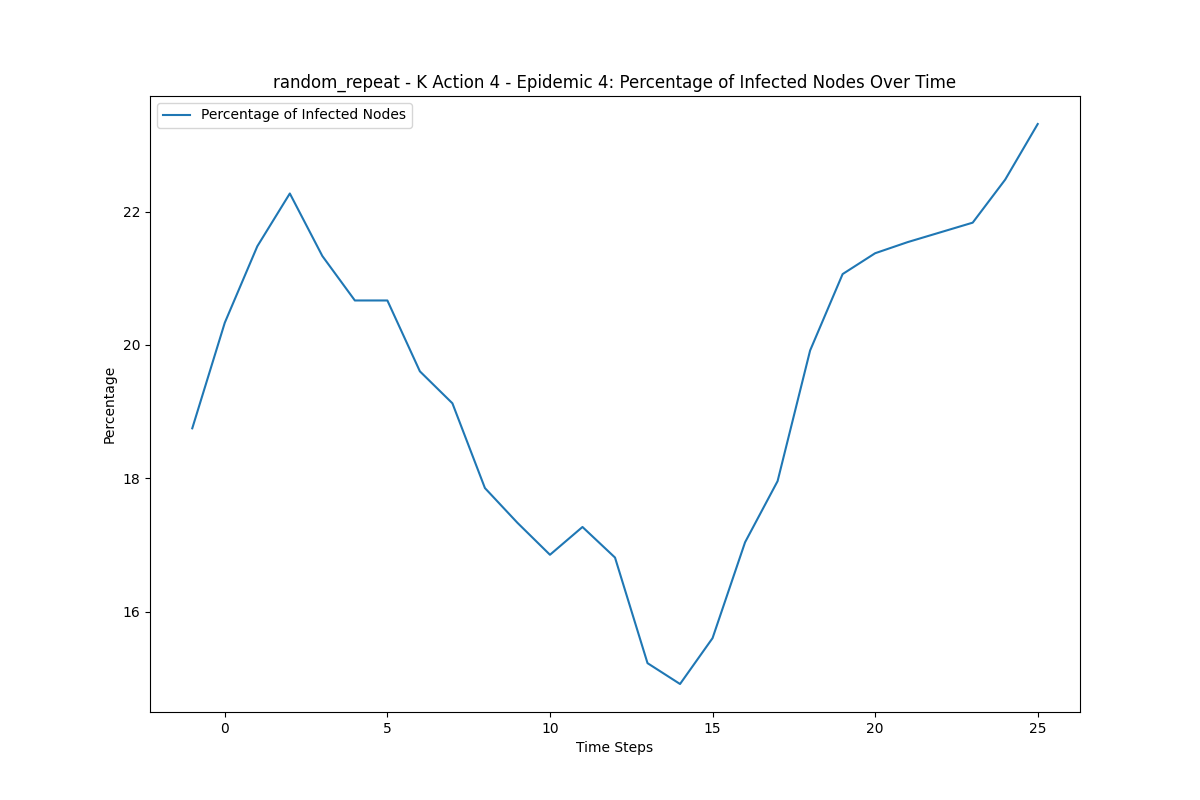 random_repeat - K Action 4 - Epidemic 4: Percentage of Infected Nodes Over Time
Percentage of Infected Nodes
22
20
18
16
Percentage
0 5 10 15 20 25
Time Steps